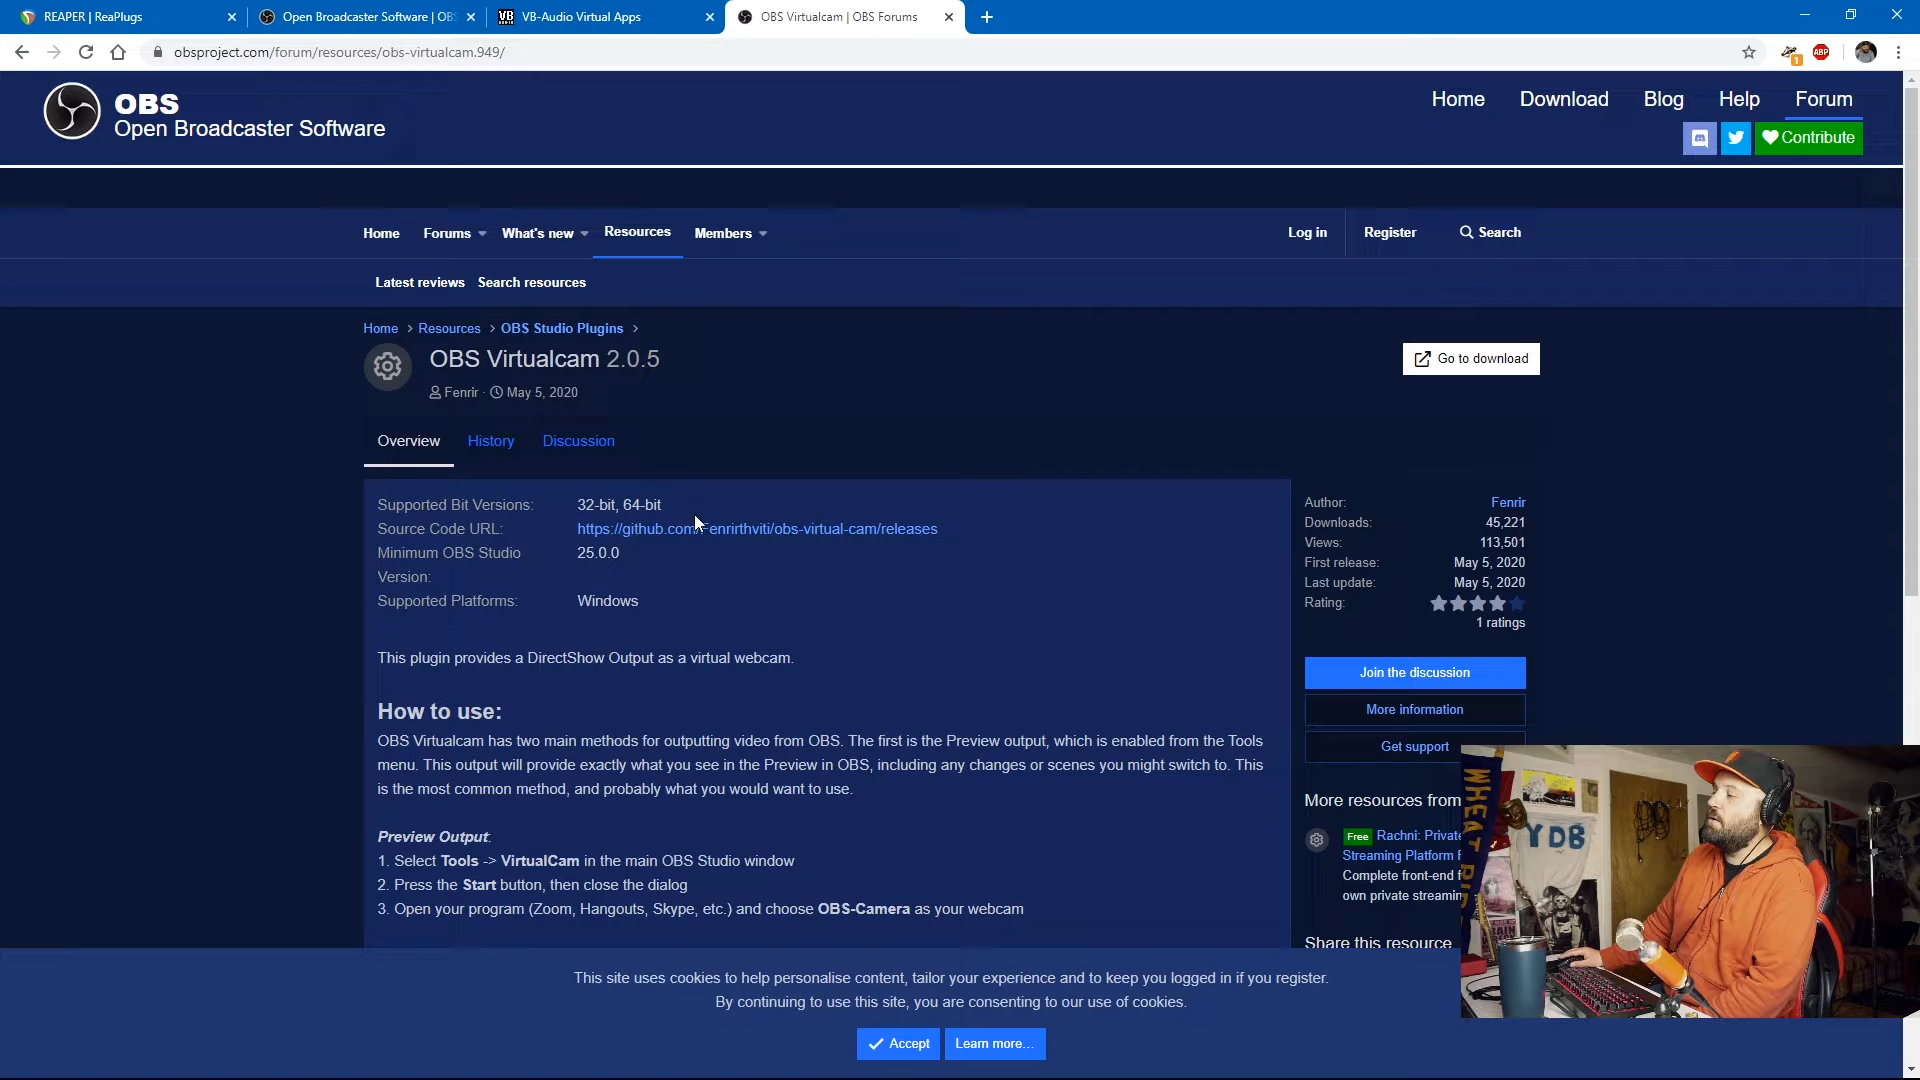 REAPER | ReaPlugs
Open Broadcaster Software | OBS
VB-Audio Virtual Apps
OBS Virtualcam | OBS Forums
obsproject.com/forum/resources/obs-virtualcam.949/
1
ABP
OBS
Open Broadcaster Software
Home Download Blog Help Forum
Contribute
Home Forums What's new Resources Members
Log in Register Search
Latest reviews Search resources
Home > Resources > OBS Studio Plugins >
OBS Virtualcam 2.0.5
Fenrir · May 5, 2020
Go to download
Overview History Discussion
Supported Bit Versions: 32-bit, 64-bit
Source Code URL: https://github.com/Fenrirthviti/obs-virtual-cam/releases
Minimum OBS Studio 25.0.0
Version:
Supported Platforms: Windows
This plugin provides a DirectShow Output as a virtual webcam.
How to use:
OBS Virtualcam has two main methods for outputting video from OBS. The first is the Preview output, which is enabled from the Tools
menu. This output will provide exactly what you see in the Preview in OBS, including any changes or scenes you might switch to. This
is the most common method, and probably what you would want to use.
Preview Output:
1. Select Tools -> VirtualCam in the main OBS Studio window
2. Press the Start button, then close the dialog
3. Open your program (Zoom, Hangouts, Skype, etc.) and choose OBS-Camera as your webcam
Author: Fenrir
Downloads: 45,221
Views: 113,501
First release: May 5, 2020
Last update: May 5, 2020
Rating:
1 ratings
Join the discussion
More information
Get support
More resources from
Free Rachni: Private
Streaming Platform
Complete front-end
own private streaming
Share this resource
WHEAT
YDB
This site uses cookies to help personalise content, tailor your experience and to keep you logged in if you register.
By continuing to use this site, you are consenting to our use of cookies.
Accept Learn more…